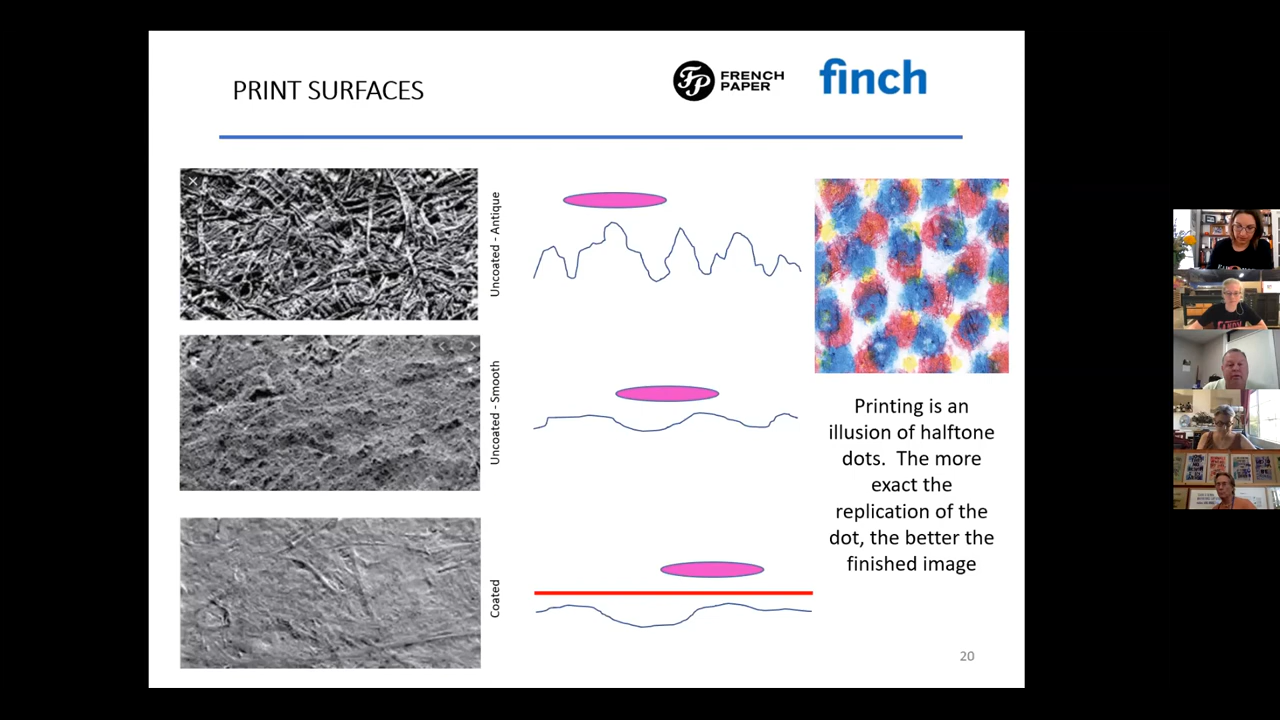 PRINT SURFACES
FP
FRENCH
PAPER
finch
Uncoated - Antique
Uncoated - Smooth
Coated
Printing is an
illusion of halftone
dots. The more
exact the
replication of the
dot, the better the
finished image
20